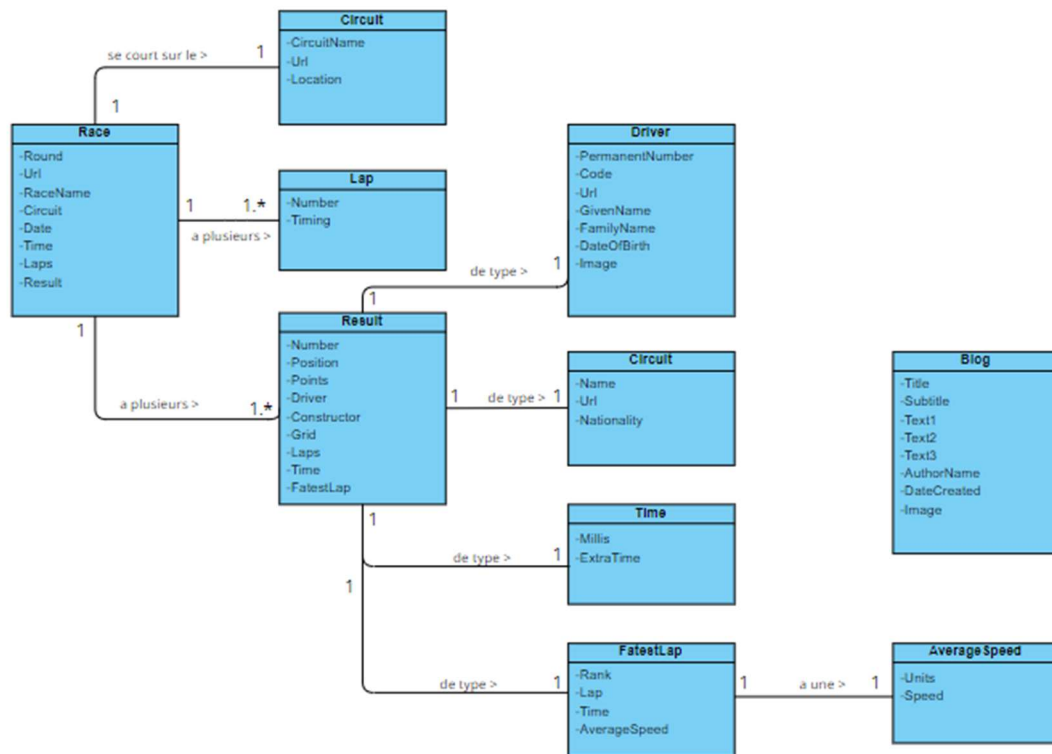 Circuit
-CircuitName
-Url
-Location
se court sur le >
1
1
Race
-Round
-Url
-RaceName
-Circuit
-Date
-Time
-Laps
-Result
Lap
-Number
-Timing
1
1.*
a plusieurs >
Driver
-PermanentNumber
-Code
-Url
-GivenName
-FamilyName
-DateOfBirth
-Image
de type >
1
1
Result
-Number
-Position
-Points
-Driver
-Constructor
-Grid
-Laps
-Time
-FatestLap
1
a plusieurs >
1.*
Circuit
-Name
-Url
-Nationality
1
de type >
1
Blog
-Title
-Subtitle
-Text1
-Text2
-Text3
-AuthorName
-DateCreated
-Image
Time
-Millis
-ExtraTime
1
de type >
1
1
de type >
1
FatestLap
-Rank
-Lap
-Time
-AverageSpeed
1
a une >
1
AverageSpeed
-Units
-Speed